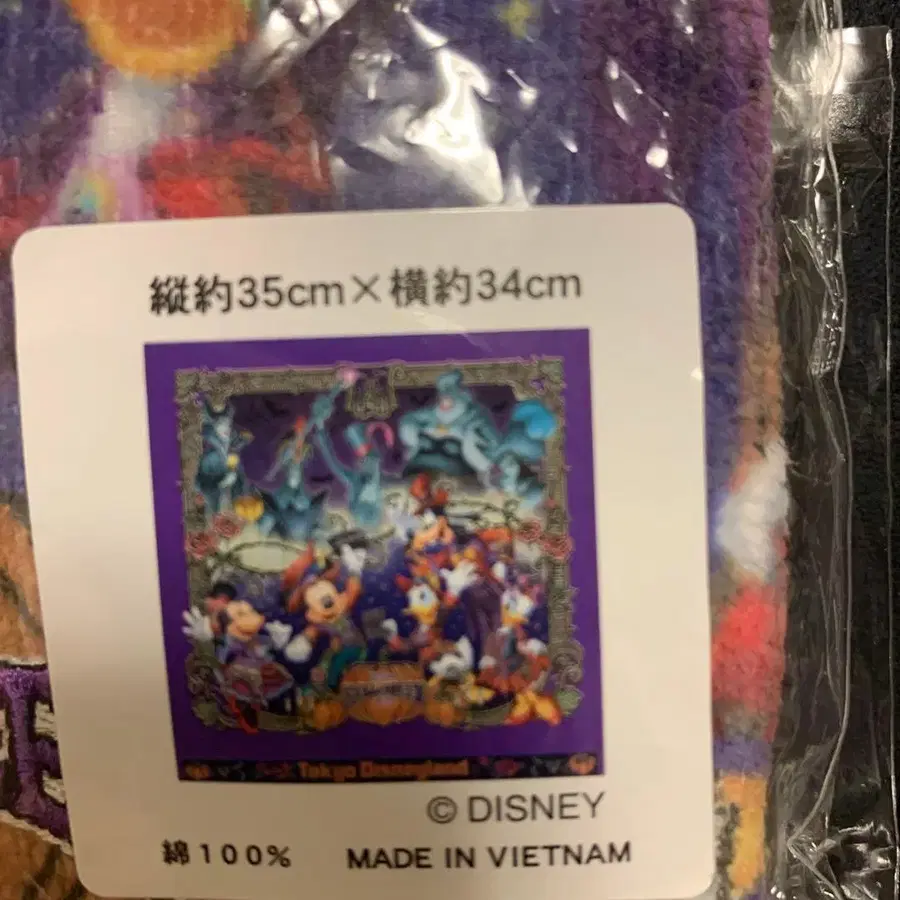 縦約35cm×横約34cm
Tokyo Disneyland
© DISNEY
綿100%
MADE IN VIETNAM